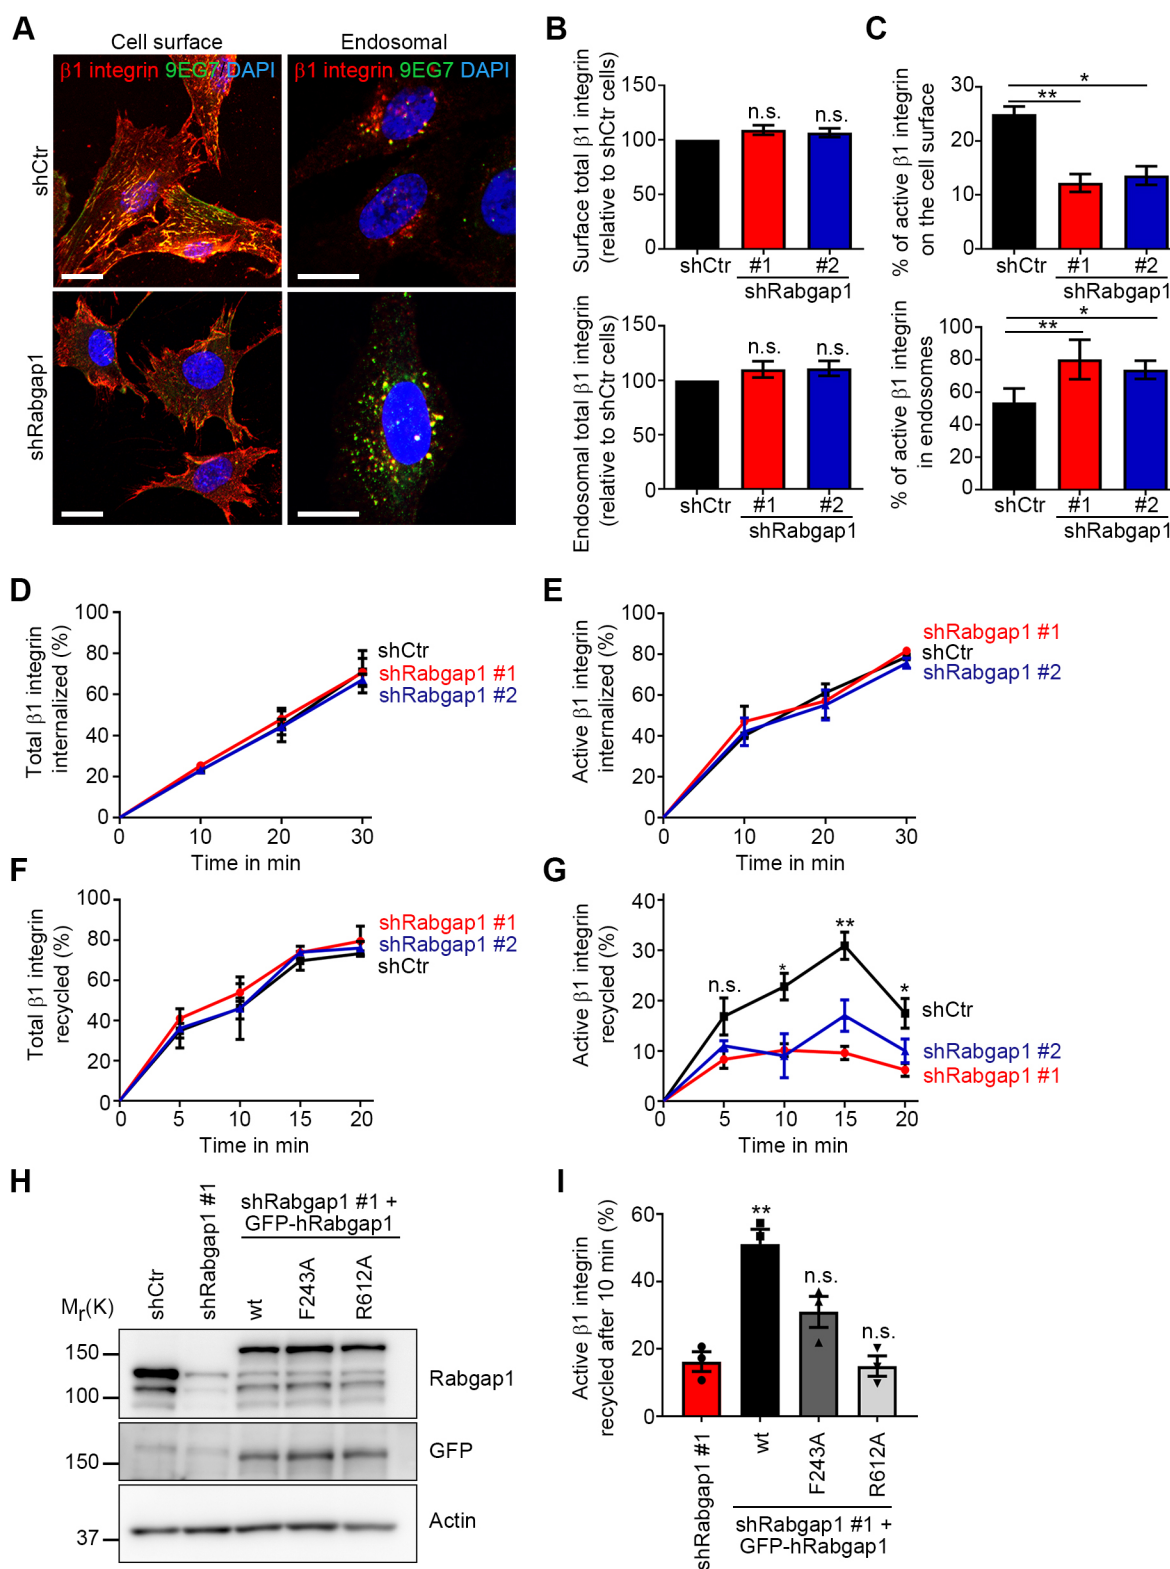 A
Cell surface
Endosomal
β1 integrin 9EG7 DAPI
β1 integrin 9EG7 DAPI
shCtr
shRabgap1
B
Surface total β1 integrin
(relative to shCtr cells)
150
100
50
0
n.s.
n.s.
shCtr
#1
#2
shRabgap1
Endosomal total β1 integrin
(relative to shCtr cells)
150
100
50
0
n.s.
n.s.
shCtr
#1
#2
shRabgap1
C
% of active β1 integrin
on the cell surface
30
20
10
0
*
**
shCtr
#1
#2
shRabgap1
% of active β1 integrin
in endosomes
100
80
60
40
20
0
*
**
shCtr
#1
#2
shRabgap1
D
Total β1 integrin
internalized (%)
100
80
60
40
20
0
0
10
20
30
Time in min
shCtr
shRabgap1 #1
shRabgap1 #2
E
Active β1 integrin
internalized (%)
100
80
60
40
20
0
0
10
20
30
Time in min
shRabgap1 #1
shCtr
shRabgap1 #2
F
Total β1 integrin
recycled (%)
100
80
60
40
20
0
0
5
10
15
20
Time in min
shRabgap1 #1
shRabgap1 #2
shCtr
G
Active β1 integrin
recycled (%)
40
30
20
10
0
n.s.
*
**
*
0
5
10
15
20
Time in min
shCtr
shRabgap1 #2
shRabgap1 #1
H
shRabgap1 #1 +
GFP-hRabgap1
Mr(K)
shCtr
shRabgap1 #1
wt
F243A
R612A
150
100
Rabgap1
150
GFP
37
Actin
I
Active β1 integrin
recycled after 10 min (%)
60
40
20
0
**
n.s.
n.s.
shRabgap1 #1
wt
F243A
R612A
shRabgap1 #1 +
GFP-hRabgap1